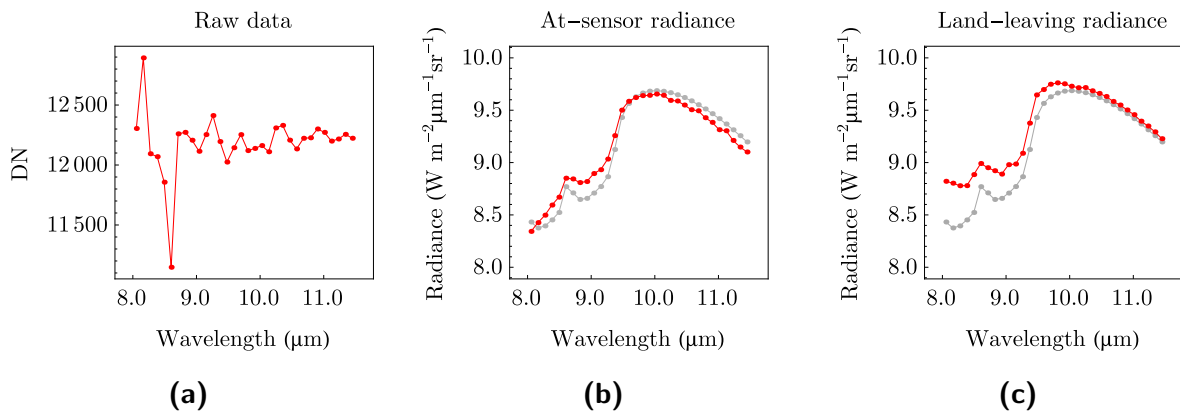 Raw data
DN
12 500
12 000
11 500
8.0 9.0 10.0 11.0
Wavelength (μm)
(a)
At−sensor radiance
Radiance (W m⁻²μm⁻¹sr⁻¹)
10.0
9.5
9.0
8.5
8.0
8.0 9.0 10.0 11.0
Wavelength (μm)
(b)
Land−leaving radiance
Radiance (W m⁻²μm⁻¹sr⁻¹)
10.0
9.5
9.0
8.5
8.0
8.0 9.0 10.0 11.0
Wavelength (μm)
(c)